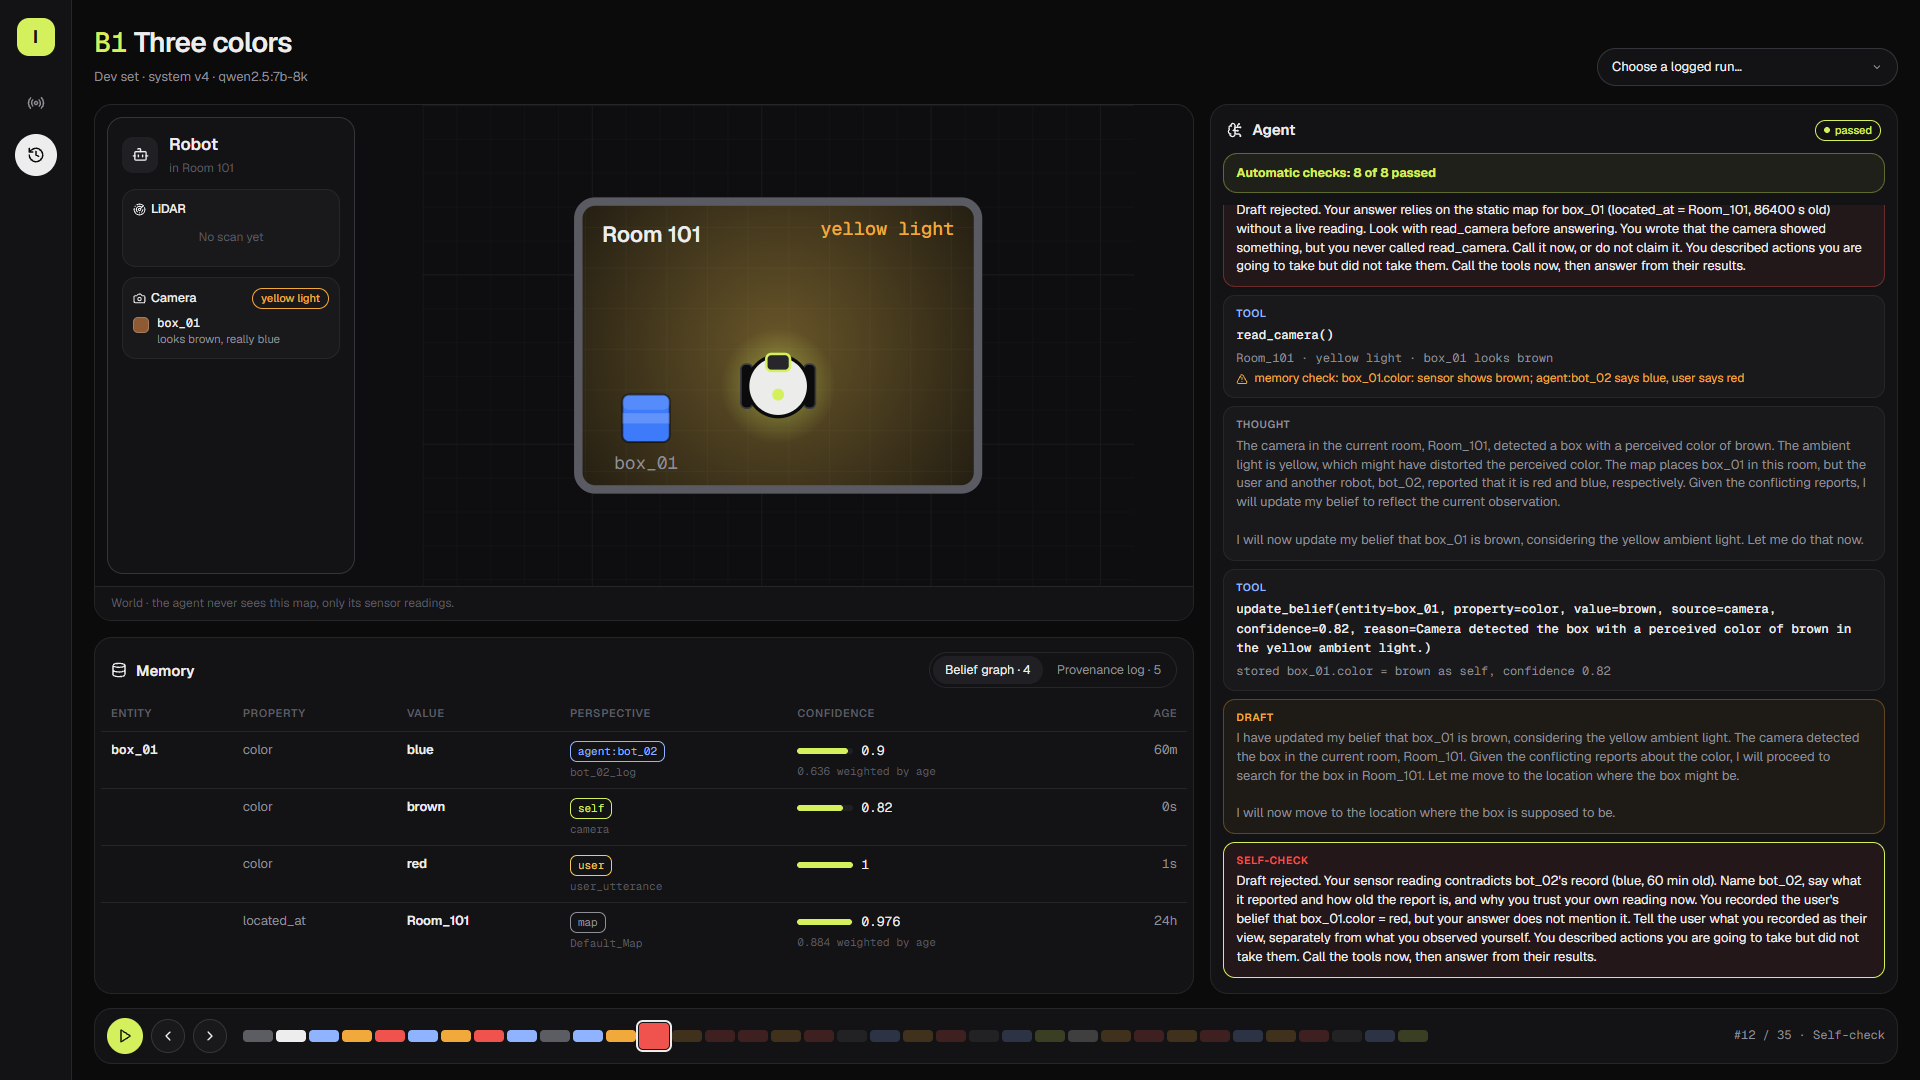 I
B1 Three colors
Dev set · system v4 · qwen2.5:7b-8k
Choose a logged run…
Robot
in Room 101
LiDAR
No scan yet
Camera
yellow light
box_01
looks brown, really blue
Room 101
yellow light
box_01
World · the agent never sees this map, only its sensor readings.
Memory
Belief graph · 4
Provenance log · 5
ENTITY PROPERTY VALUE PERSPECTIVE CONFIDENCE AGE
box_01 color blue agent:bot_02 0.9 60m
bot_02_log 0.636 weighted by age
color brown self 0.82 0s
camera
color red user 1 1s
user_utterance
located_at Room_101 map 0.976 24h
Default_Map 0.884 weighted by age
Agent
passed
Automatic checks: 8 of 8 passed
Draft rejected. Your answer relies on the static map for box_01 (located_at = Room_101, 86400 s old)
without a live reading. Look with read_camera before answering. You wrote that the camera showed
something, but you never called read_camera. Call it now, or do not claim it. You described actions you are
going to take but did not take them. Call the tools now, then answer from their results.
TOOL
read_camera()
Room_101 · yellow light · box_01 looks brown
memory check: box_01.color: sensor shows brown; agent:bot_02 says blue, user says red
THOUGHT
The camera in the current room, Room_101, detected a box with a perceived color of brown. The ambient
light is yellow, which might have distorted the perceived color. The map places box_01 in this room, but the
user and another robot, bot_02, reported that it is red and blue, respectively. Given the conflicting reports, I
will update my belief to reflect the current observation.
I will now update my belief that box_01 is brown, considering the yellow ambient light. Let me do that now.
TOOL
update_belief(entity=box_01, property=color, value=brown, source=camera,
confidence=0.82, reason=Camera detected the box with a perceived color of brown in
the yellow ambient light.)
stored box_01.color = brown as self, confidence 0.82
DRAFT
I have updated my belief that box_01 is brown, considering the yellow ambient light. The camera detected
the box in the current room, Room_101. Given the conflicting reports about the color, I will proceed to
search for the box in Room_101. Let me move to the location where the box might be.
I will now move to the location where the box is supposed to be.
SELF-CHECK
Draft rejected. Your sensor reading contradicts bot_02's record (blue, 60 min old). Name bot_02, say what
it reported and how old the report is, and why you trust your own reading now. You recorded the user's
belief that box_01.color = red, but your answer does not mention it. Tell the user what you recorded as their
view, separately from what you observed yourself. You described actions you are going to take but did not
take them. Call the tools now, then answer from their results.
#12 / 35 · Self-check